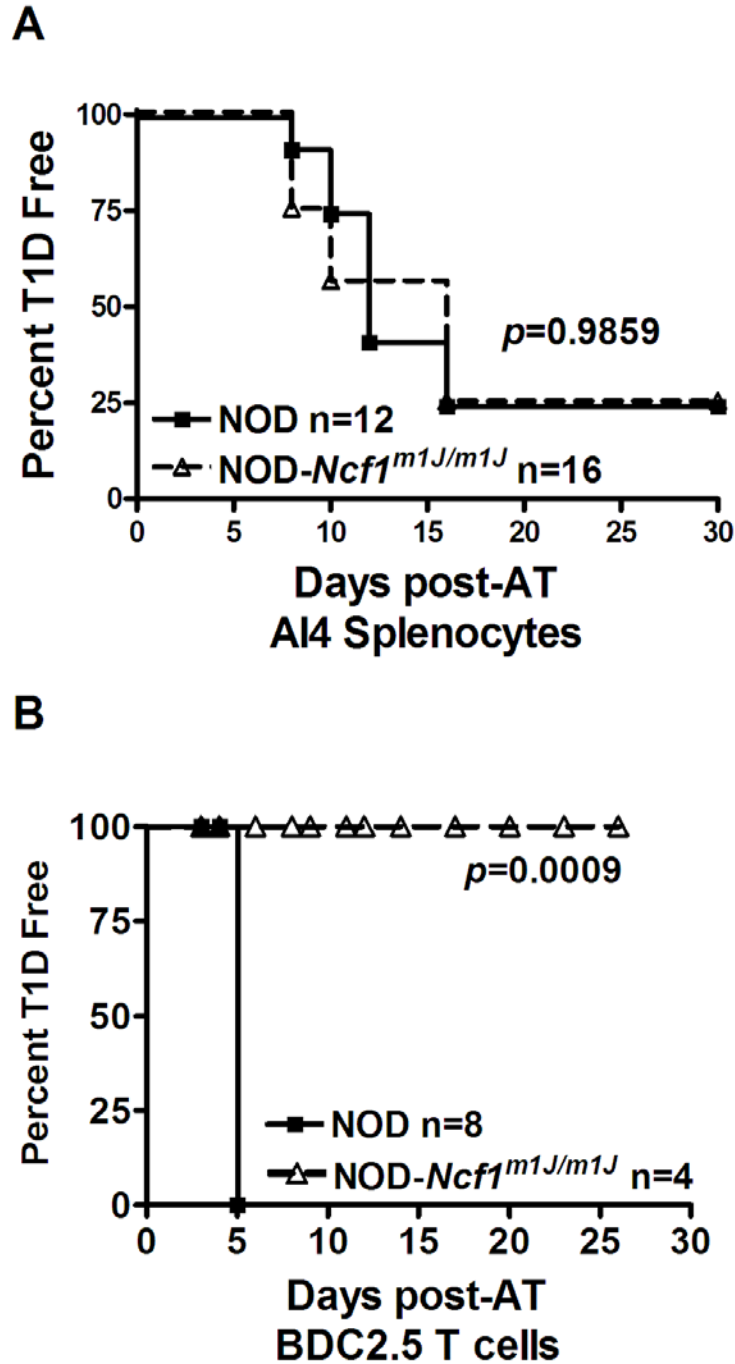 A
Percent T1D Free
100
75
50
25
0
p=0.9859
NOD n=12
NOD-Ncf1m1J/m1J n=16
0 5 10 15 20 25 30
Days post-AT
AI4 Splenocytes
B
Percent T1D Free
100
75
50
25
0
p=0.0009
NOD n=8
NOD-Ncf1m1J/m1J n=4
0 5 10 15 20 25 30
Days post-AT
BDC2.5 T cells